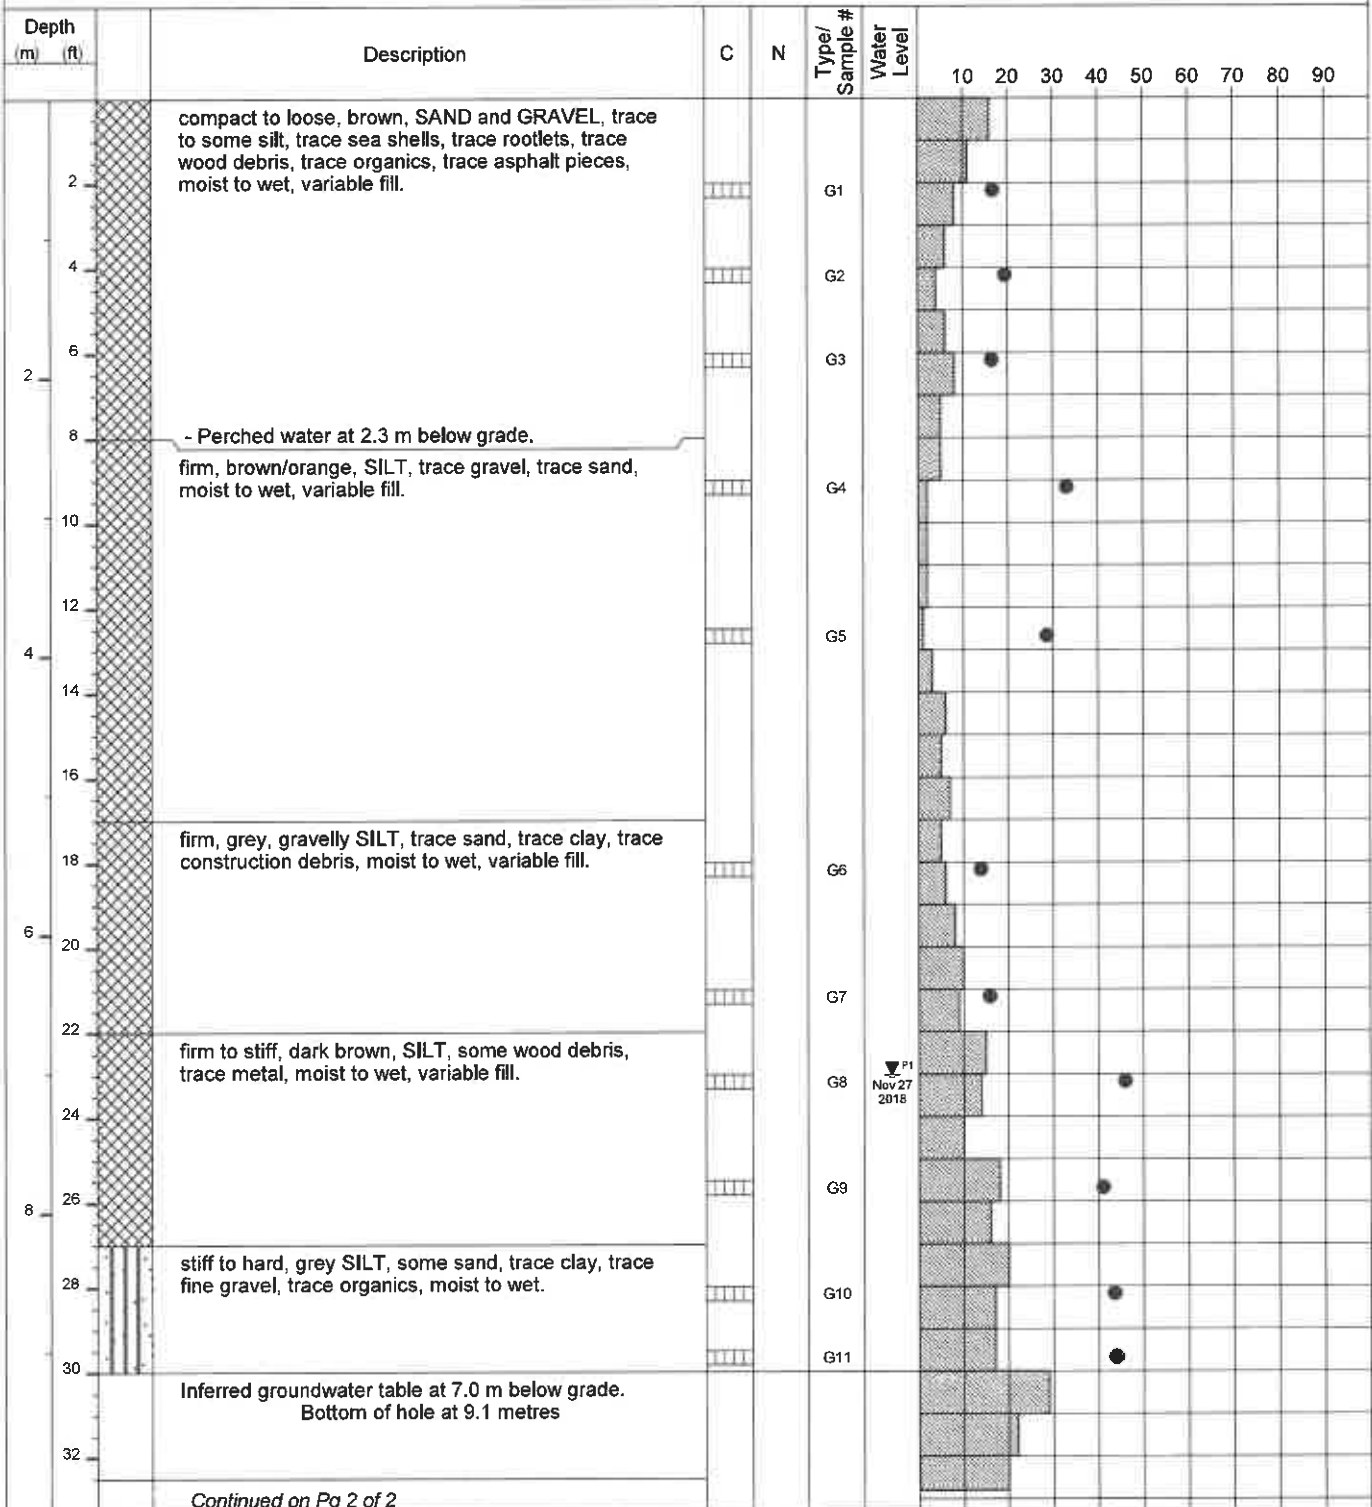 Depth
(m) (ft)
Description
C
N
Type/
Sample #
Water
Level
10 20 30 40 50 60 70 80 90
compact to loose, brown, SAND and GRAVEL, trace
to some silt, trace sea shells, trace rootlets, trace
wood debris, trace organics, trace asphalt pieces,
moist to wet, variable fill.
2
G1
4
G2
6
G3
2
8
- Perched water at 2.3 m below grade.
firm, brown/orange, SILT, trace gravel, trace sand,
moist to wet, variable fill.
G4
10
12
G5
4
14
16
firm, grey, gravelly SILT, trace sand, trace clay, trace
construction debris, moist to wet, variable fill.
18
G6
6
20
G7
22
firm to stiff, dark brown, SILT, some wood debris,
trace metal, moist to wet, variable fill.
P1
G8
Nov 27
2018
24
G9
26
8
stiff to hard, grey SILT, some sand, trace clay, trace
fine gravel, trace organics, moist to wet.
28
G10
G11
30
Inferred groundwater table at 7.0 m below grade.
Bottom of hole at 9.1 metres
32
Continued on Pg 2 of 2